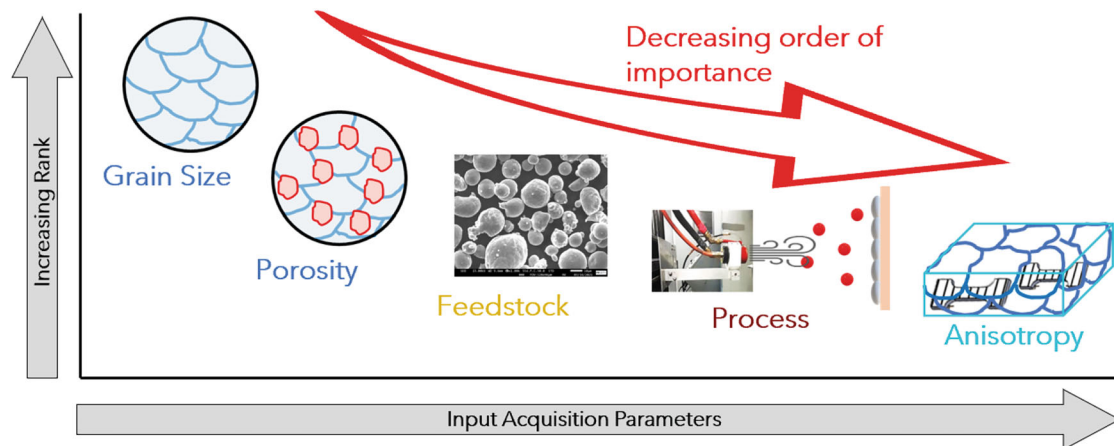 Decreasing order of
importance
Increasing Rank
Grain Size
Porosity
Feedstock
Process
Anisotropy
Input Acquisition Parameters